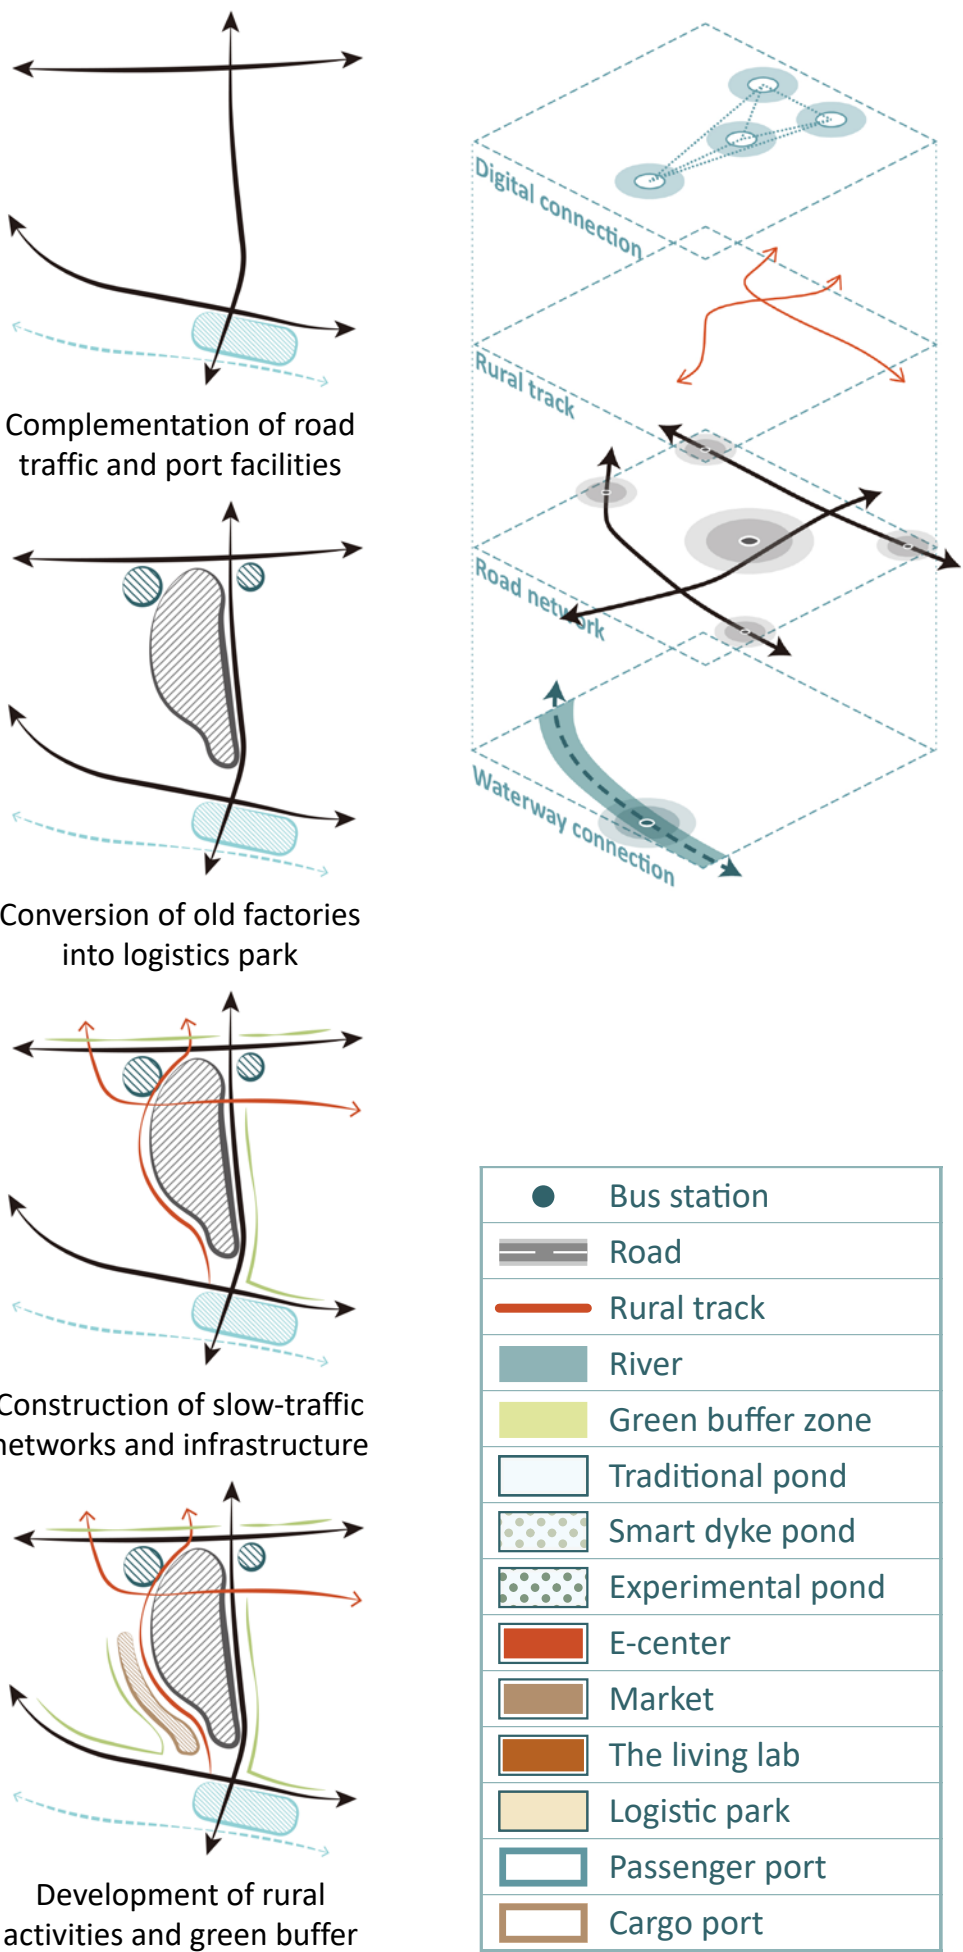 Complementation of road
traffic and port facilities
Conversion of old factories
into logistics park
Construction of slow-traffic
networks and infrastructure
Development of rural
activities and green buffer
Digital connection
Rural track
Road network
Waterway connection
Bus station
Road
Rural track
River
Green buffer zone
Traditional pond
Smart dyke pond
Experimental pond
E-center
Market
The living lab
Logistic park
Passenger port
Cargo port